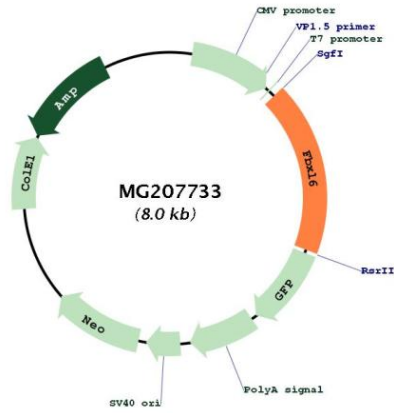 CMV promoter
VP1.5 primer
T7 promoter
SgfI
Amp
ColE1
Fbxl6
MG207733
(8.0 kb)
RsrII
GFP
Neo
PolyA signal
SV40 ori